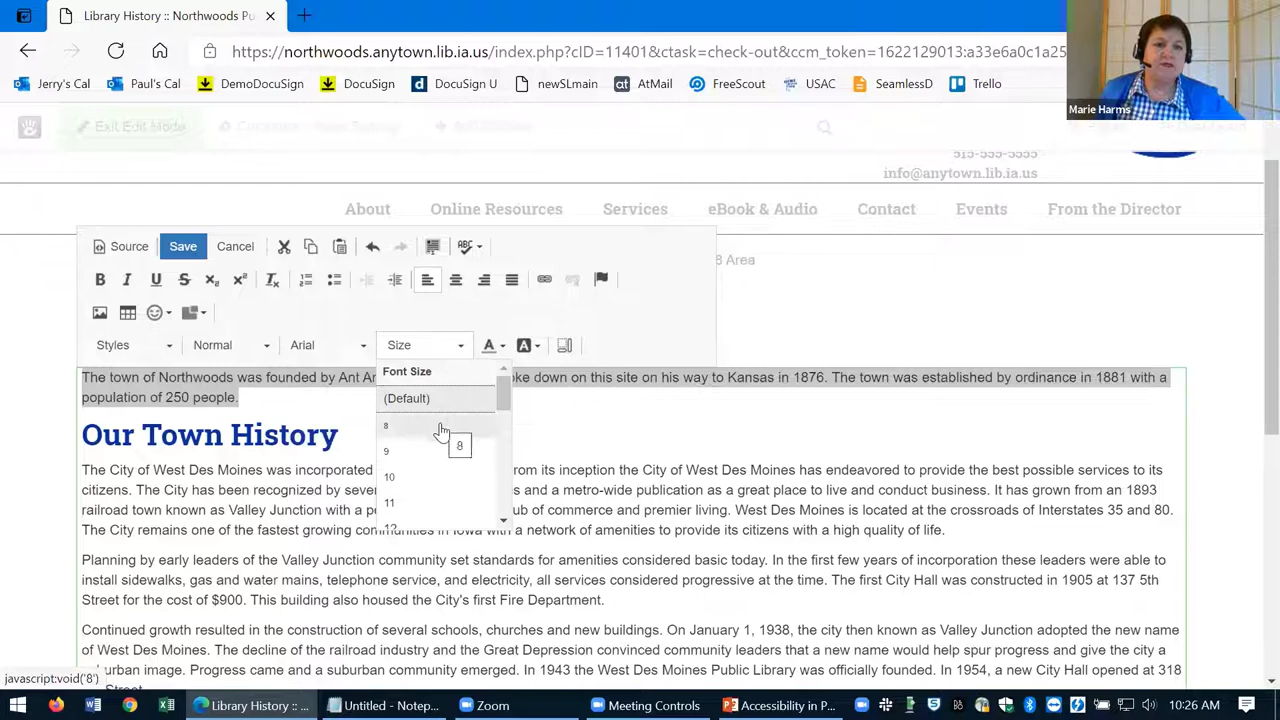 Library History :: Northwoods Pu
https://northwoods.anytown.lib.ia.us/index.php?cID=11401&ctask=check-out&ccm_token=1622129013:a33e6a0c1a25
Jerry's Cal Paul's Cal DemoDocuSign DocuSign DocuSign U newSLmain AtMail FreeScout USAC SeamlessD Trello
Marie Harms
Exit Edit Mode
515-555-5555
info@anytown.lib.ia.us
About Online Resources Services eBook & Audio Contact Events From the Director
Source Save Cancel
8 Area
Styles Normal Arial Size
Font Size
(Default)
8
8
9
10
11
12
The town of Northwoods was founded by Ant An oke down on this site on his way to Kansas in 1876. The town was established by ordinance in 1881 with a
population of 250 people.
Our Town History
The City of West Des Moines was incorporated from its inception the City of West Des Moines has endeavored to provide the best possible services to its
citizens. The City has been recognized by seve s and a metro-wide publication as a great place to live and conduct business. It has grown from an 1893
railroad town known as Valley Junction with a p ub of commerce and premier living. West Des Moines is located at the crossroads of Interstates 35 and 80.
The City remains one of the fastest growing communities in Iowa with a network of amenities to provide its citizens with a high quality of life.
Planning by early leaders of the Valley Junction community set standards for amenities considered basic today. In the first few years of incorporation these leaders were able to
install sidewalks, gas and water mains, telephone service, and electricity, all services considered progressive at the time. The first City Hall was constructed in 1905 at 137 5th
Street for the cost of $900. This building also housed the City's first Fire Department.
Continued growth resulted in the construction of several schools, churches and new buildings. On January 1, 1938, the city then known as Valley Junction adopted the new name
of West Des Moines. The decline of the railroad industry and the Great Depression convinced community leaders that a new name would help spur progress and give the city a
urban image. Progress came and a suburban community emerged. In 1943 the West Des Moines Public Library was officially founded. In 1954, a new City Hall opened at 318
Street.
javascript:void('8')
Library History :: ... Untitled - Notep... Zoom Meeting Controls Accessibility in P... 10:26 AM